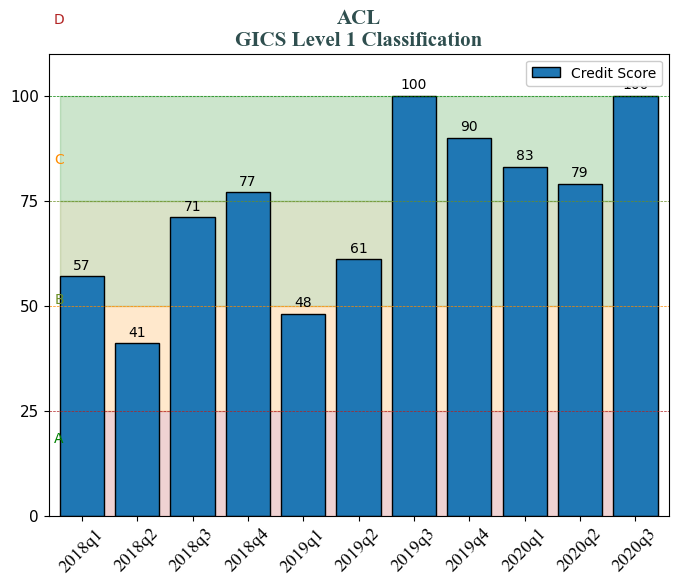 D
ACL
GICS Level 1 Classification
Credit Score
100
100
90
C
83
79
77
75
71
61
57
B
50
48
41
25
A
0
2018q1
2018q2
2018q3
2018q4
2019q1
2019q2
2019q3
2019q4
2020q1
2020q2
2020q3